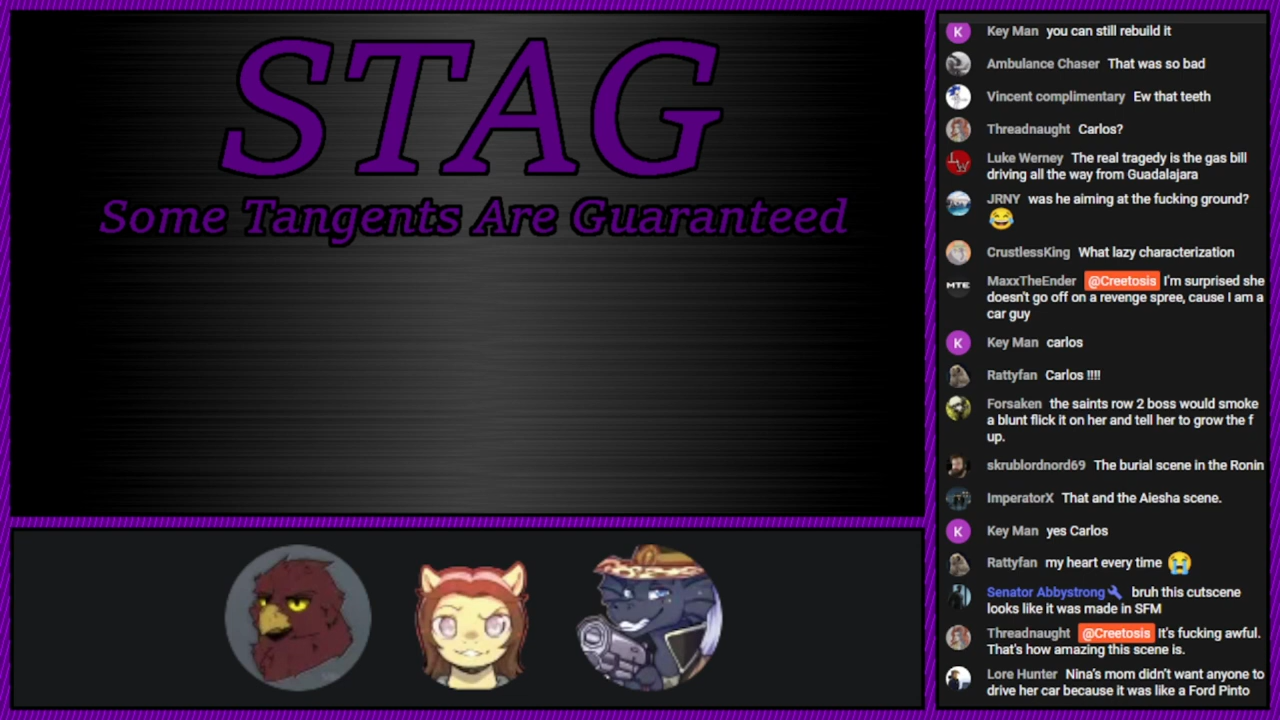 STAG
Some Tangents Are Guaranteed
K Key Man you can still rebuild it
Ambulance Chaser That was so bad
Vincent complimentary Ew that teeth
Threadnaught Carlos?
Luke Werney The real tragedy is the gas bill
driving all the way from Guadalajara
JRNY was he aiming at the fucking ground?
😂
CrustlessKing What lazy characterization
MTE MaxxTheEnder @Creetosis I'm surprised she
doesn't go off on a revenge spree, cause I am a
car guy
K Key Man carlos
Rattyfan Carlos !!!!
Forsaken the saints row 2 boss would smoke
a blunt flick it on her and tell her to grow the f
up.
skrublordnord69 The burial scene in the Ronin
ImperatorX That and the Aiesha scene.
K Key Man yes Carlos
Rattyfan my heart every time 😭
Senator Abbystrong🔧 bruh this cutscene
looks like it was made in SFM
Threadnaught @Creetosis It's fucking awful.
That's how amazing this scene is.
Lore Hunter Nina's mom didn't want anyone to
drive her car because it was like a Ford Pinto